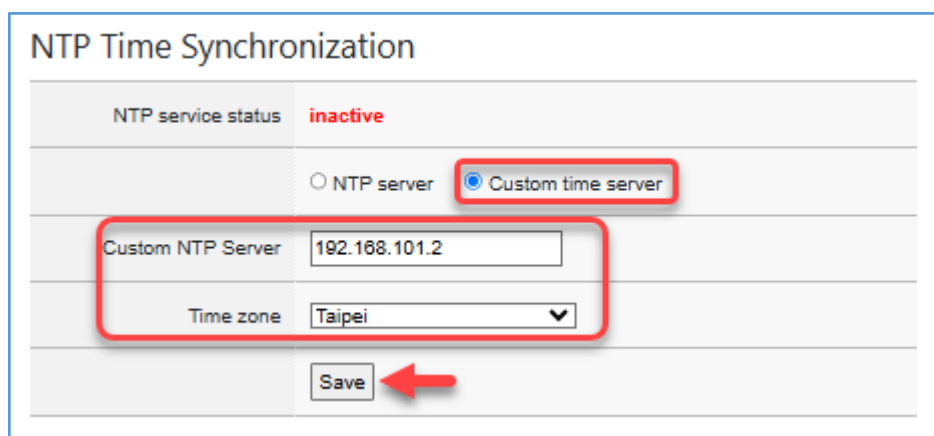 NTP Time Synchronization
NTP service status inactive
NTP server Custom time server
Custom NTP Server 192.168.101.2
Time zone Taipei
Save